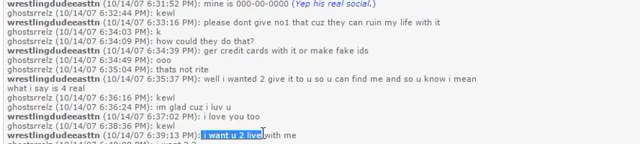 wrestlingdudeeasttn (10/14/07 6:31:52 PM): mine is 000-00-0000 (Yep his real social.)
ghostsrrelz (10/14/07 6:32:44 PM): kewl
wrestlingdudeeasttn (10/14/07 6:33:16 PM): please dont give no1 that cuz they can ruin my life with it
ghostsrrelz (10/14/07 6:34:03 PM): k
ghostsrrelz (10/14/07 6:34:09 PM): how could they do that?
wrestlingdudeeasttn (10/14/07 6:34:39 PM): ger credit cards with it or make fake ids
ghostsrrelz (10/14/07 6:34:49 PM): ooo
ghostsrrelz (10/14/07 6:35:04 PM): thats not rite
wrestlingdudeeasttn (10/14/07 6:35:37 PM): well i wanted 2 give it to u so u can find me and so u know i mean
what i say is 4 real
ghostsrrelz (10/14/07 6:36:16 PM): kewl
ghostsrrelz (10/14/07 6:36:24 PM): im glad cuz i luv u
wrestlingdudeeasttn (10/14/07 6:37:02 PM): i love you too
ghostsrrelz (10/14/07 6:38:36 PM): kewl
wrestlingdudeeasttn (10/14/07 6:39:13 PM): i want u 2 live with me